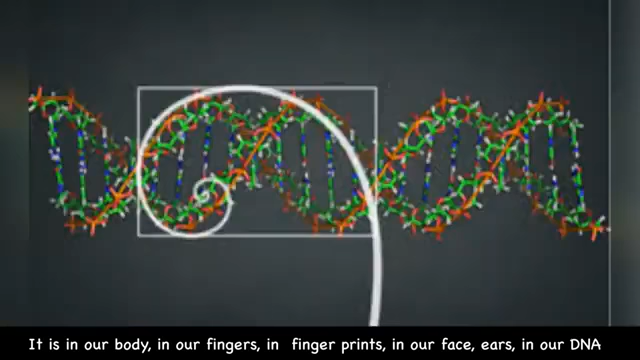 It is in our body, in our fingers, in  finger prints, in our face, ears, in our DNA